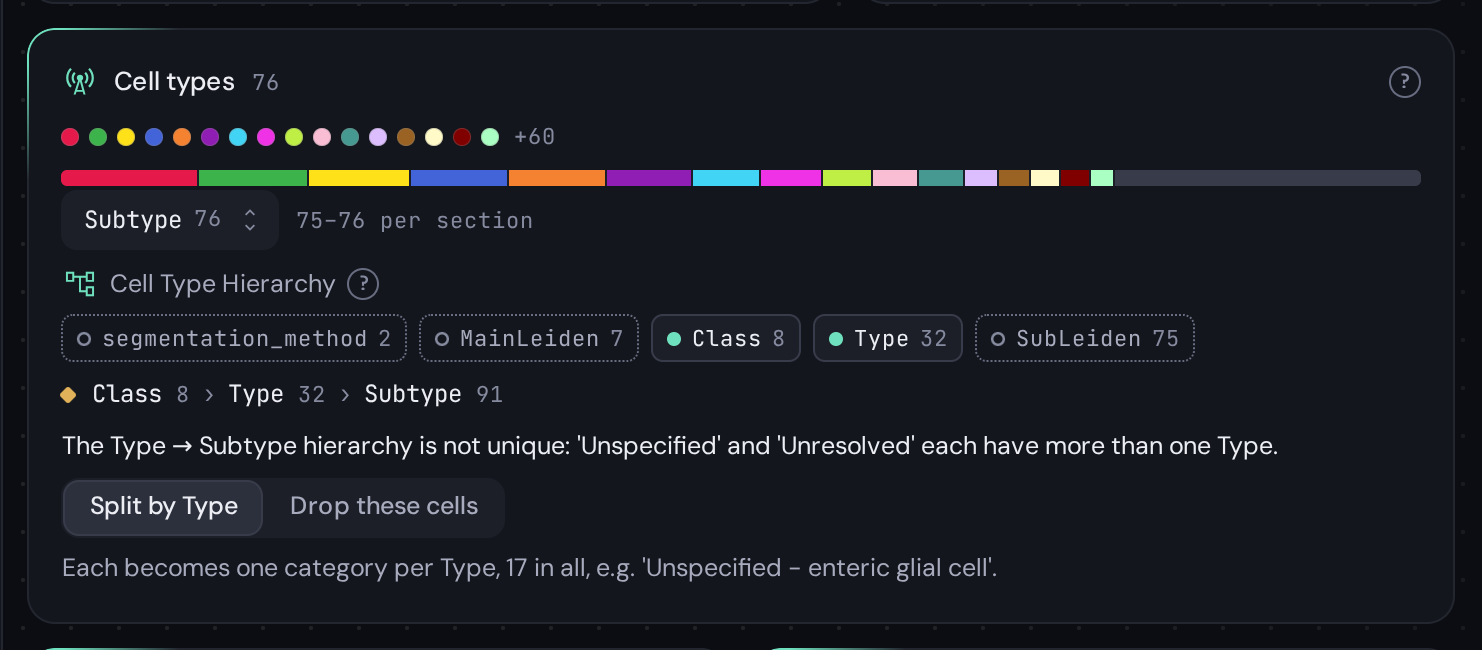 Cell types 76 ?
+60
Subtype 76 75–76 per section
Cell Type Hierarchy ?
segmentation_method 2 MainLeiden 7 Class 8 Type 32 SubLeiden 75
Class 8 › Type 32 › Subtype 91
The Type → Subtype hierarchy is not unique: 'Unspecified' and 'Unresolved' each have more than one Type.
Split by Type Drop these cells
Each becomes one category per Type, 17 in all, e.g. 'Unspecified – enteric glial cell'.